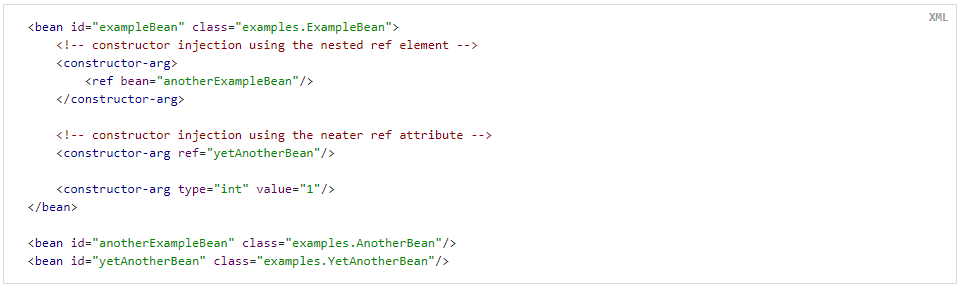 XML
<bean id="exampleBean" class="examples.ExampleBean">
    <!-- constructor injection using the nested ref element -->
    <constructor-arg>
        <ref bean="anotherExampleBean"/>
    </constructor-arg>

    <!-- constructor injection using the neater ref attribute -->
    <constructor-arg ref="yetAnotherBean"/>

    <constructor-arg type="int" value="1"/>
</bean>

<bean id="anotherExampleBean" class="examples.AnotherBean"/>
<bean id="yetAnotherBean" class="examples.YetAnotherBean"/>